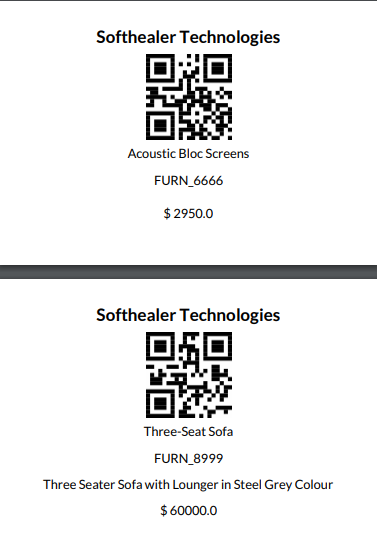 Softhealer Technologies
Acoustic Bloc Screens
FURN_6666
$ 2950.0
Softhealer Technologies
Three-Seat Sofa
FURN_8999
Three Seater Sofa with Lounger in Steel Grey Colour
$ 60000.0